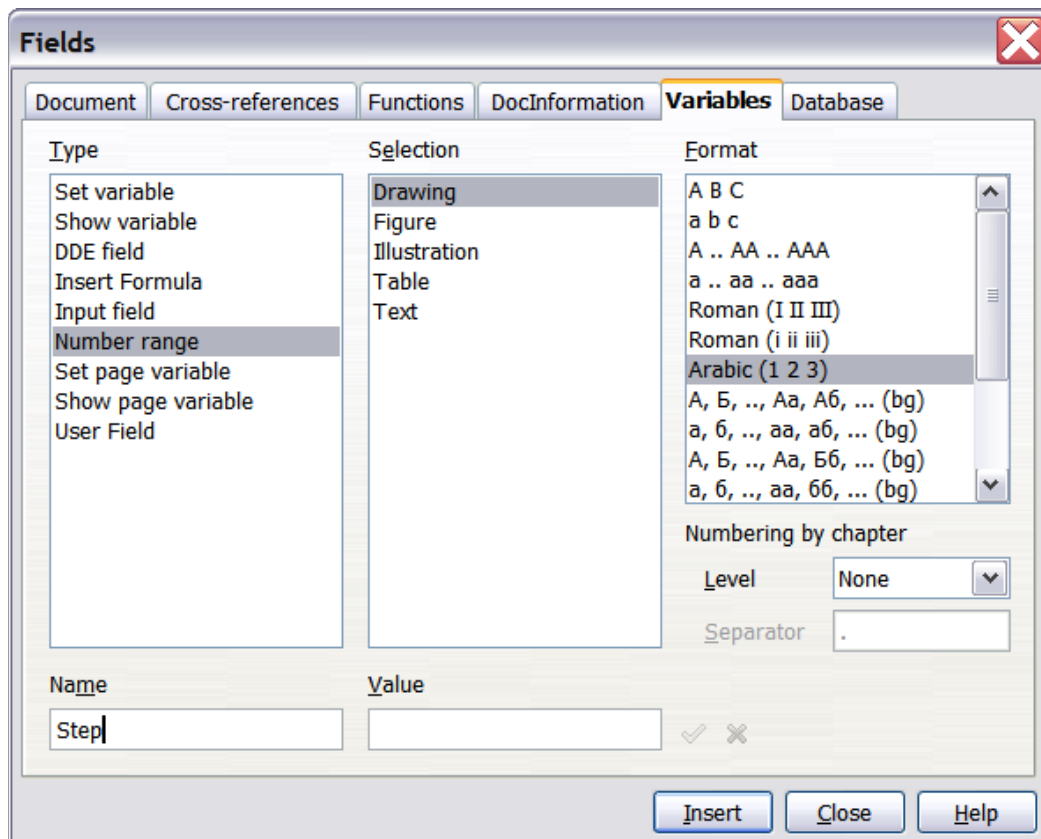 Fields
Document Cross-references Functions DocInformation Variables Database
Type
Set variable
Show variable
DDE field
Insert Formula
Input field
Number range
Set page variable
Show page variable
User Field
Selection
Drawing
Figure
Illustration
Table
Text
Format
A B C
a b c
A .. AA .. AAA
a .. aa .. aaa
Roman (I II III)
Roman (i ii iii)
Arabic (1 2 3)
А, Б, .., Аа, Аб, ... (bg)
а, б, .., аа, аб, ... (bg)
А, Б, .., Аа, Бб, ... (bg)
а, б, .., аа, бб, ... (bg)
Numbering by chapter
Level None
Separator .
Name
Step
Value
Insert Close Help